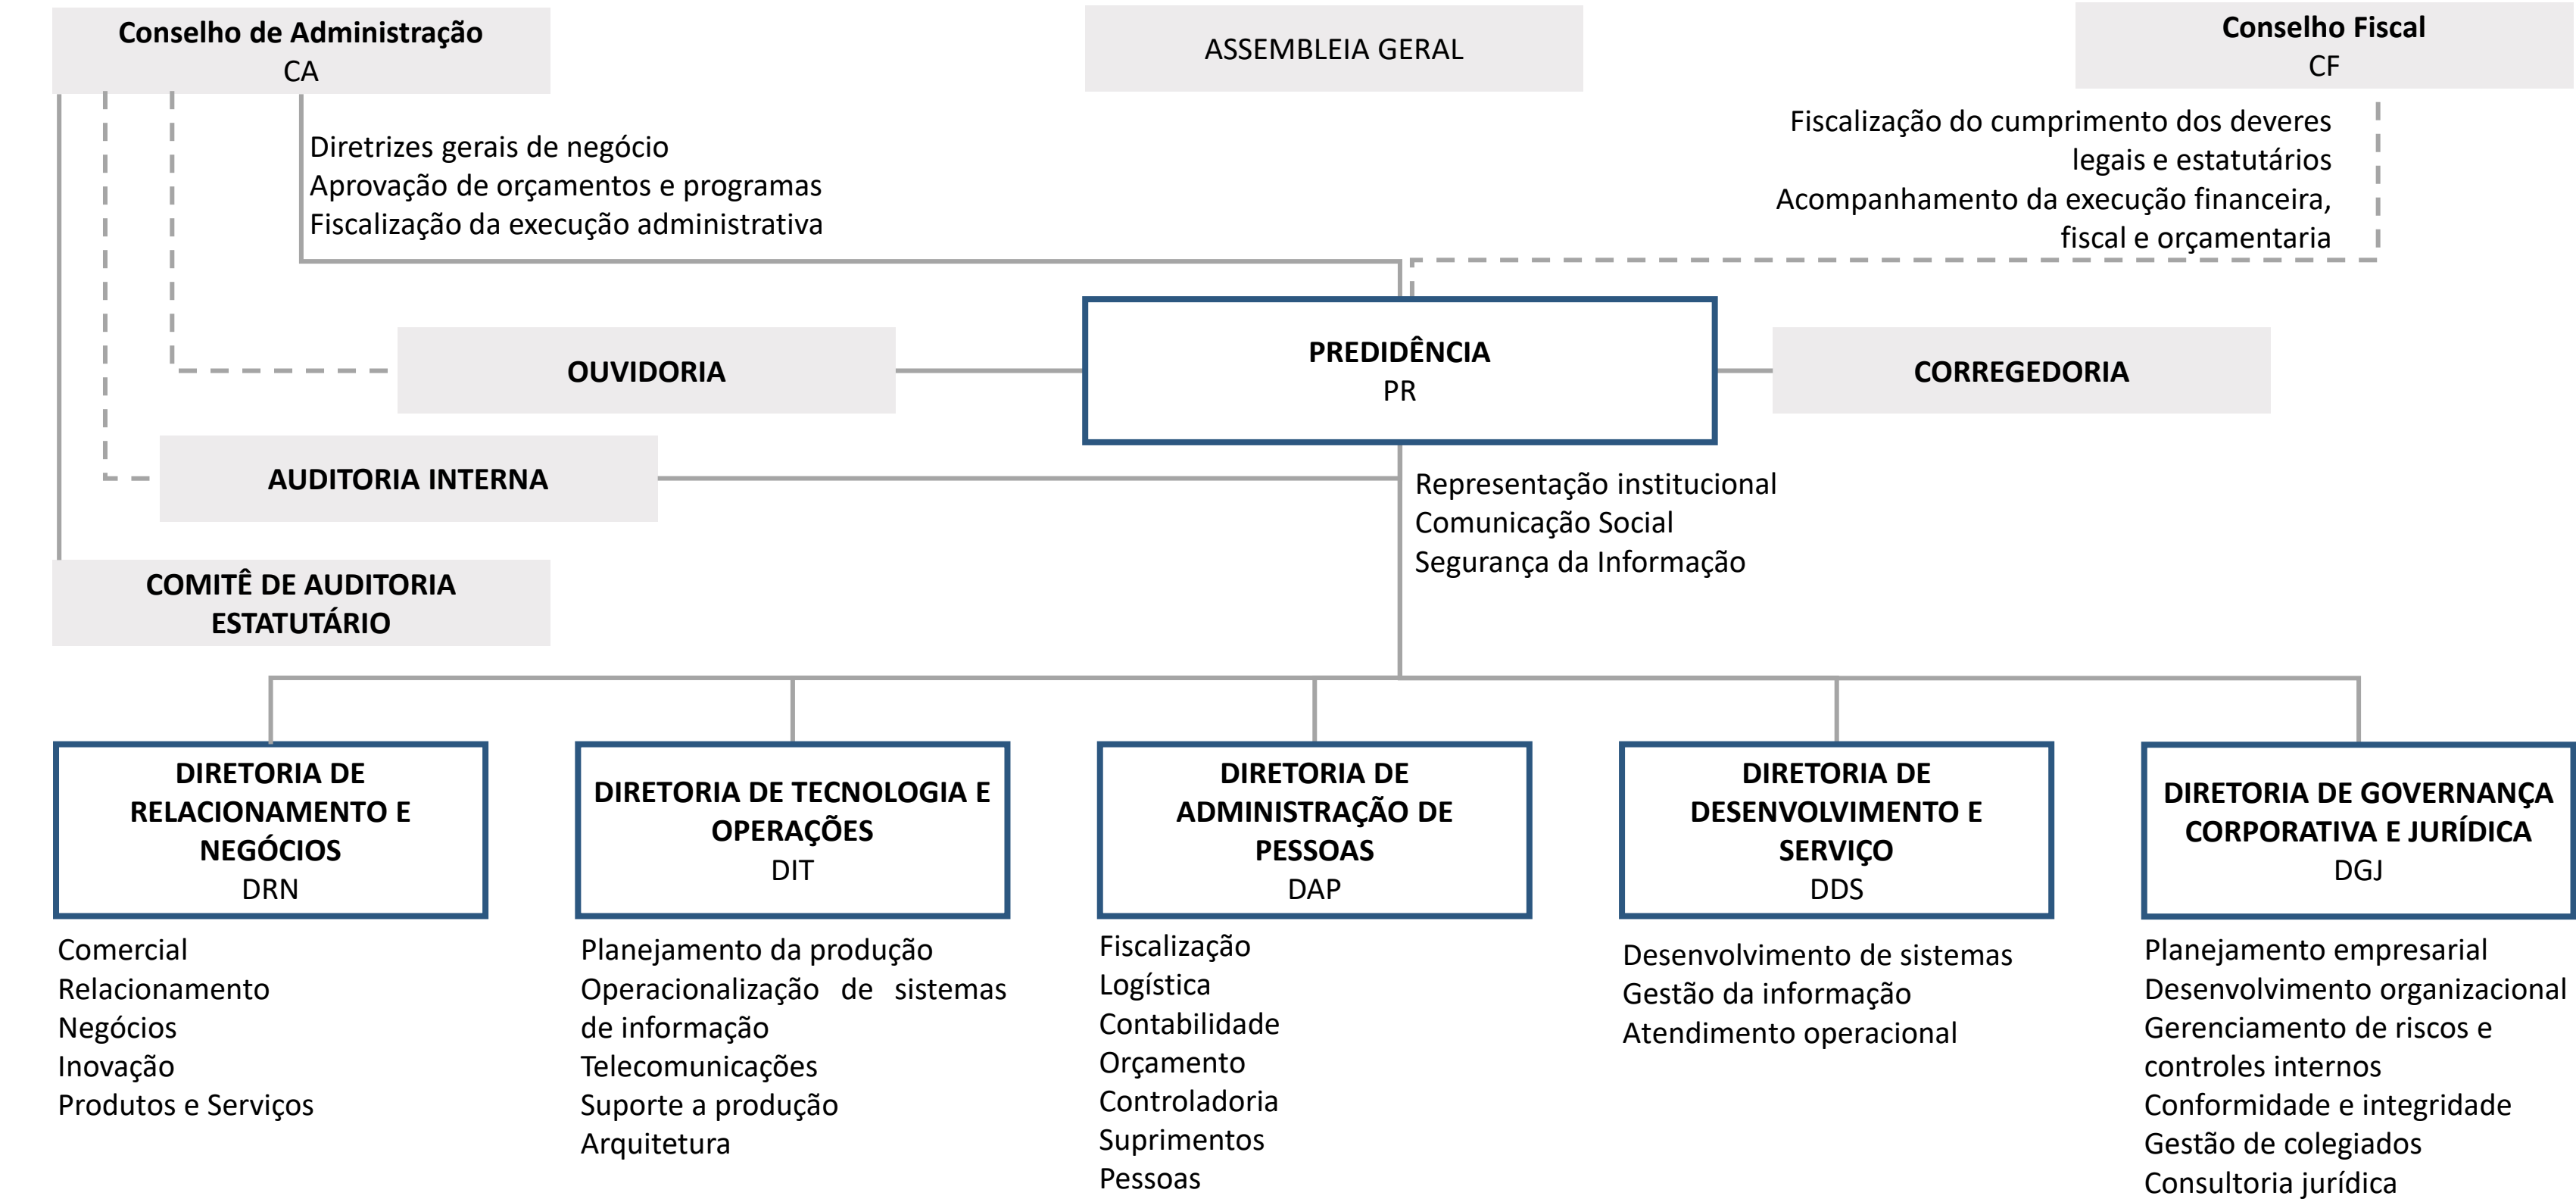 Conselho de Administração
CA
ASSEMBLEIA GERAL
Conselho Fiscal
CF
Diretrizes gerais de negócio
Aprovação de orçamentos e programas
Fiscalização da execução administrativa
Fiscalização do cumprimento dos deveres
legais e estatutários
Acompanhamento da execução financeira,
fiscal e orçamentaria
OUVIDORIA
PREDIDÊNCIA
PR
CORREGEDORIA
AUDITORIA INTERNA
Representação institucional
Comunicação Social
Segurança da Informação
COMITÊ DE AUDITORIA
ESTATUTÁRIO
DIRETORIA DE
RELACIONAMENTO E
NEGÓCIOS
DRN
Comercial
Relacionamento
Negócios
Inovação
Produtos e Serviços
DIRETORIA DE TECNOLOGIA E
OPERAÇÕES
DIT
Planejamento da produção
Operacionalização de sistemas
de informação
Telecomunicações
Suporte a produção
Arquitetura
DIRETORIA DE
ADMINISTRAÇÃO DE
PESSOAS
DAP
Fiscalização
Logística
Contabilidade
Orçamento
Controladoria
Suprimentos
Pessoas
DIRETORIA DE
DESENVOLVIMENTO E
SERVIÇO
DDS
Desenvolvimento de sistemas
Gestão da informação
Atendimento operacional
DIRETORIA DE GOVERNANÇA
CORPORATIVA E JURÍDICA
DGJ
Planejamento empresarial
Desenvolvimento organizacional
Gerenciamento de riscos e
controles internos
Conformidade e integridade
Gestão de colegiados
Consultoria jurídica